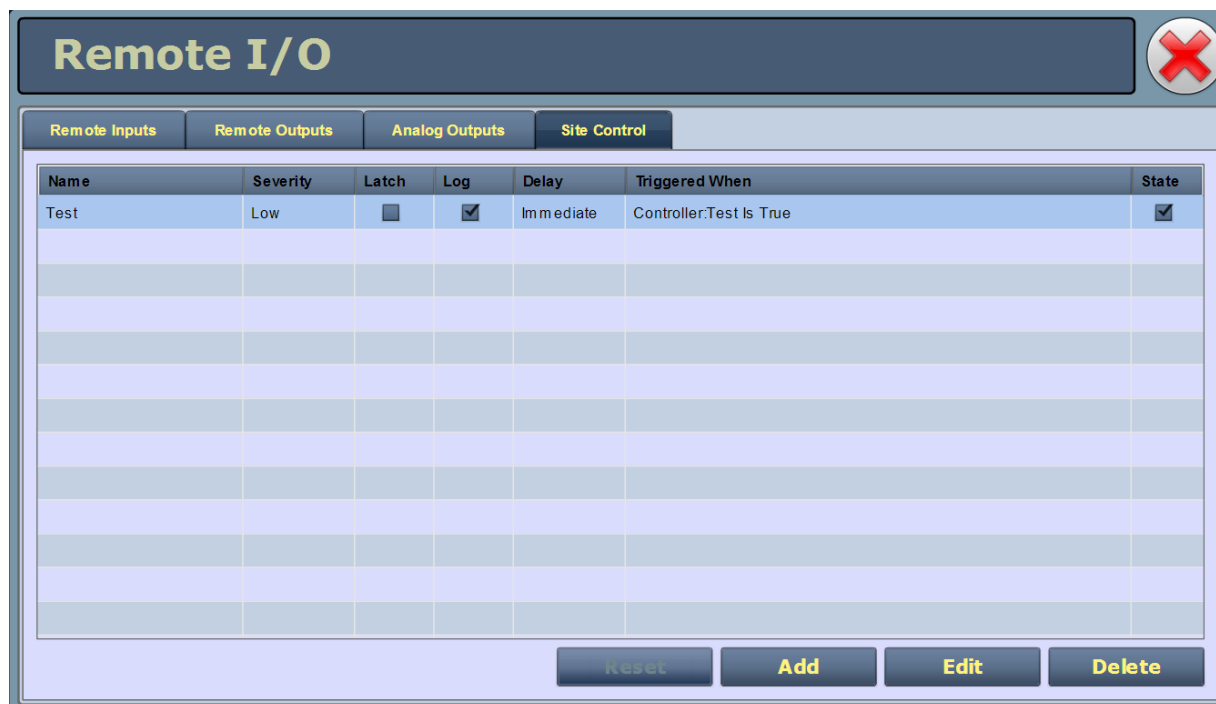 Remote I/O
Remote Inputs Remote Outputs Analog Outputs Site Control
Name Severity Latch Log Delay Triggered When State
Test Low Immediate Controller:Test Is True
Reset Add Edit Delete